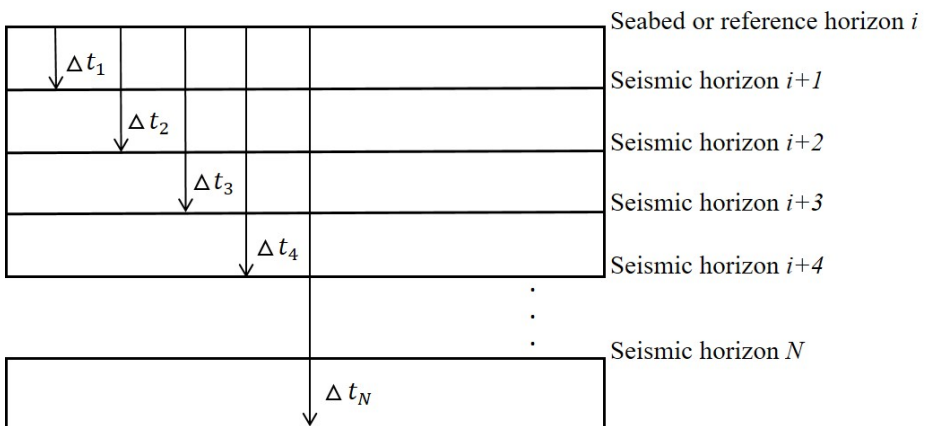 Seabed or reference horizon i
Δt₁
Seismic horizon i+1
Δt₂
Seismic horizon i+2
Δt₃
Seismic horizon i+3
Δt₄
Seismic horizon i+4
Seismic horizon N
Δt_N